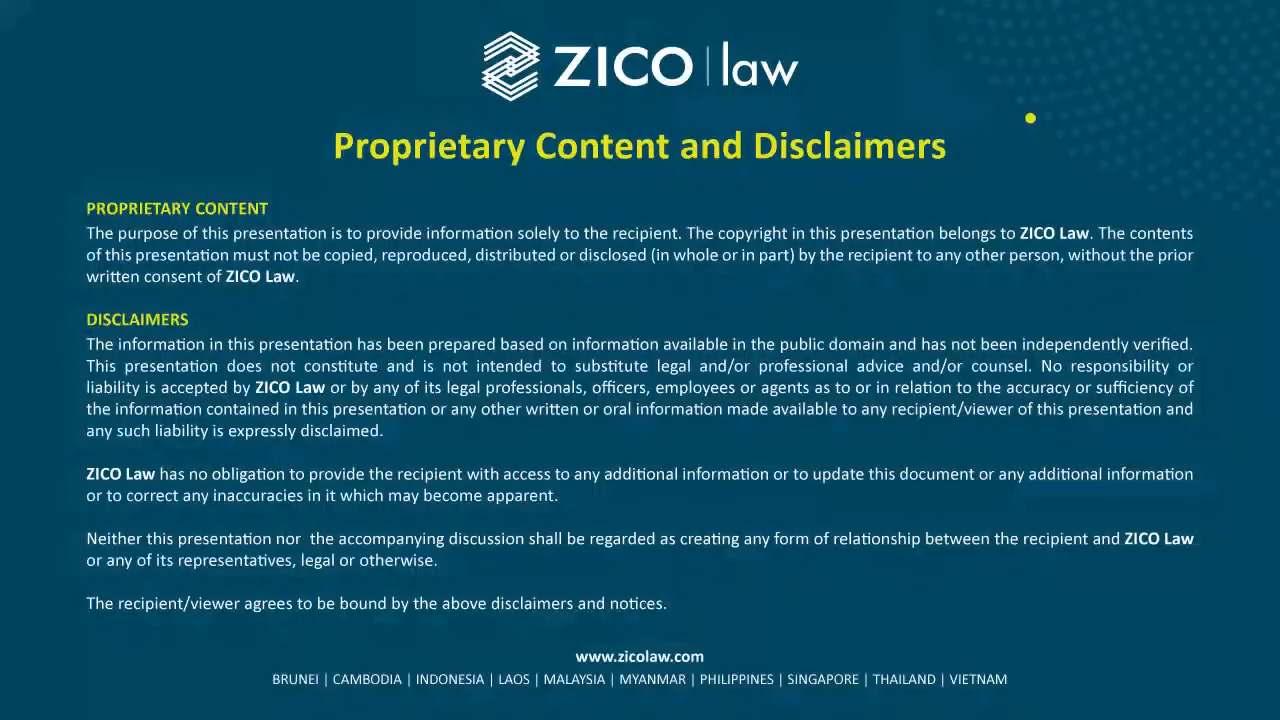 ZICO | law
Proprietary Content and Disclaimers
PROPRIETARY CONTENT
The purpose of this presentation is to provide information solely to the recipient. The copyright in this presentation belongs to ZICO Law. The contents
of this presentation must not be copied, reproduced, distributed or disclosed (in whole or in part) by the recipient to any other person, without the prior
written consent of ZICO Law.
DISCLAIMERS
The information in this presentation has been prepared based on information available in the public domain and has not been independently verified.
This presentation does not constitute and is not intended to substitute legal and/or professional advice and/or counsel. No responsibility or
liability is accepted by ZICO Law or by any of its legal professionals, officers, employees or agents as to or in relation to the accuracy or sufficiency of
the information contained in this presentation or any other written or oral information made available to any recipient/viewer of this presentation and
any such liability is expressly disclaimed.
ZICO Law has no obligation to provide the recipient with access to any additional information or to update this document or any additional information
or to correct any inaccuracies in it which may become apparent.
Neither this presentation nor  the accompanying discussion shall be regarded as creating any form of relationship between the recipient and ZICO Law
or any of its representatives, legal or otherwise.
The recipient/viewer agrees to be bound by the above disclaimers and notices.
www.zicolaw.com
BRUNEI | CAMBODIA | INDONESIA | LAOS | MALAYSIA | MYANMAR | PHILIPPINES | SINGAPORE | THAILAND | VIETNAM